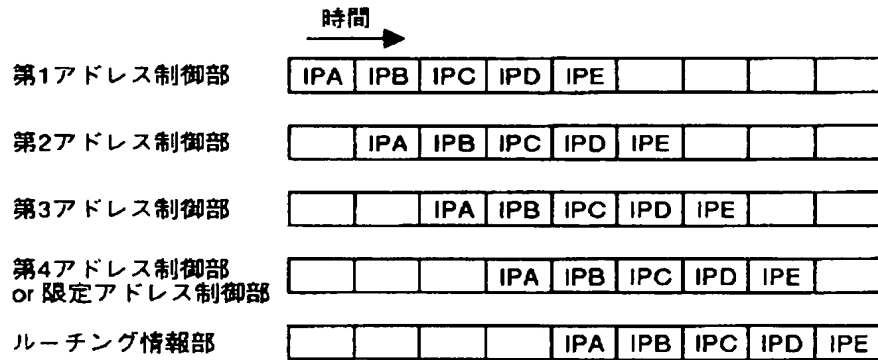 時間
第1アドレス制御部 IPA IPB IPC IPD IPE
第2アドレス制御部 IPA IPB IPC IPD IPE
第3アドレス制御部 IPA IPB IPC IPD IPE
第4アドレス制御部
or 限定アドレス制御部 IPA IPB IPC IPD IPE
ルーチング情報部 IPA IPB IPC IPD IPE